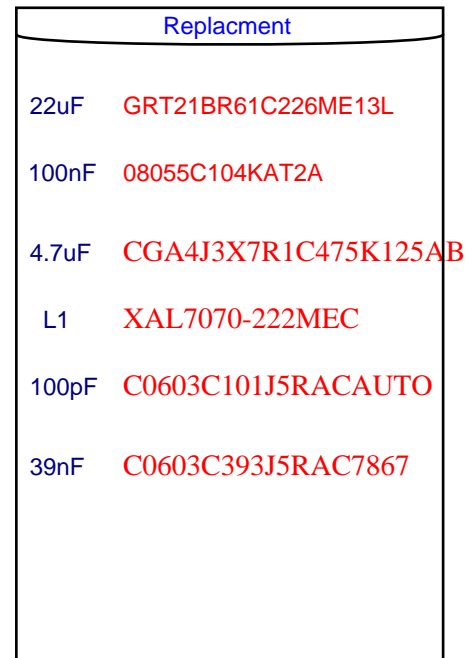 Replacment
22uF GRT21BR61C226ME13L
100nF 08055C104KAT2A
4.7uF CGA4J3X7R1C475K125AB
L1 XAL7070-222MEC
100pF C0603C101J5RACAUTO
39nF C0603C393J5RAC7867